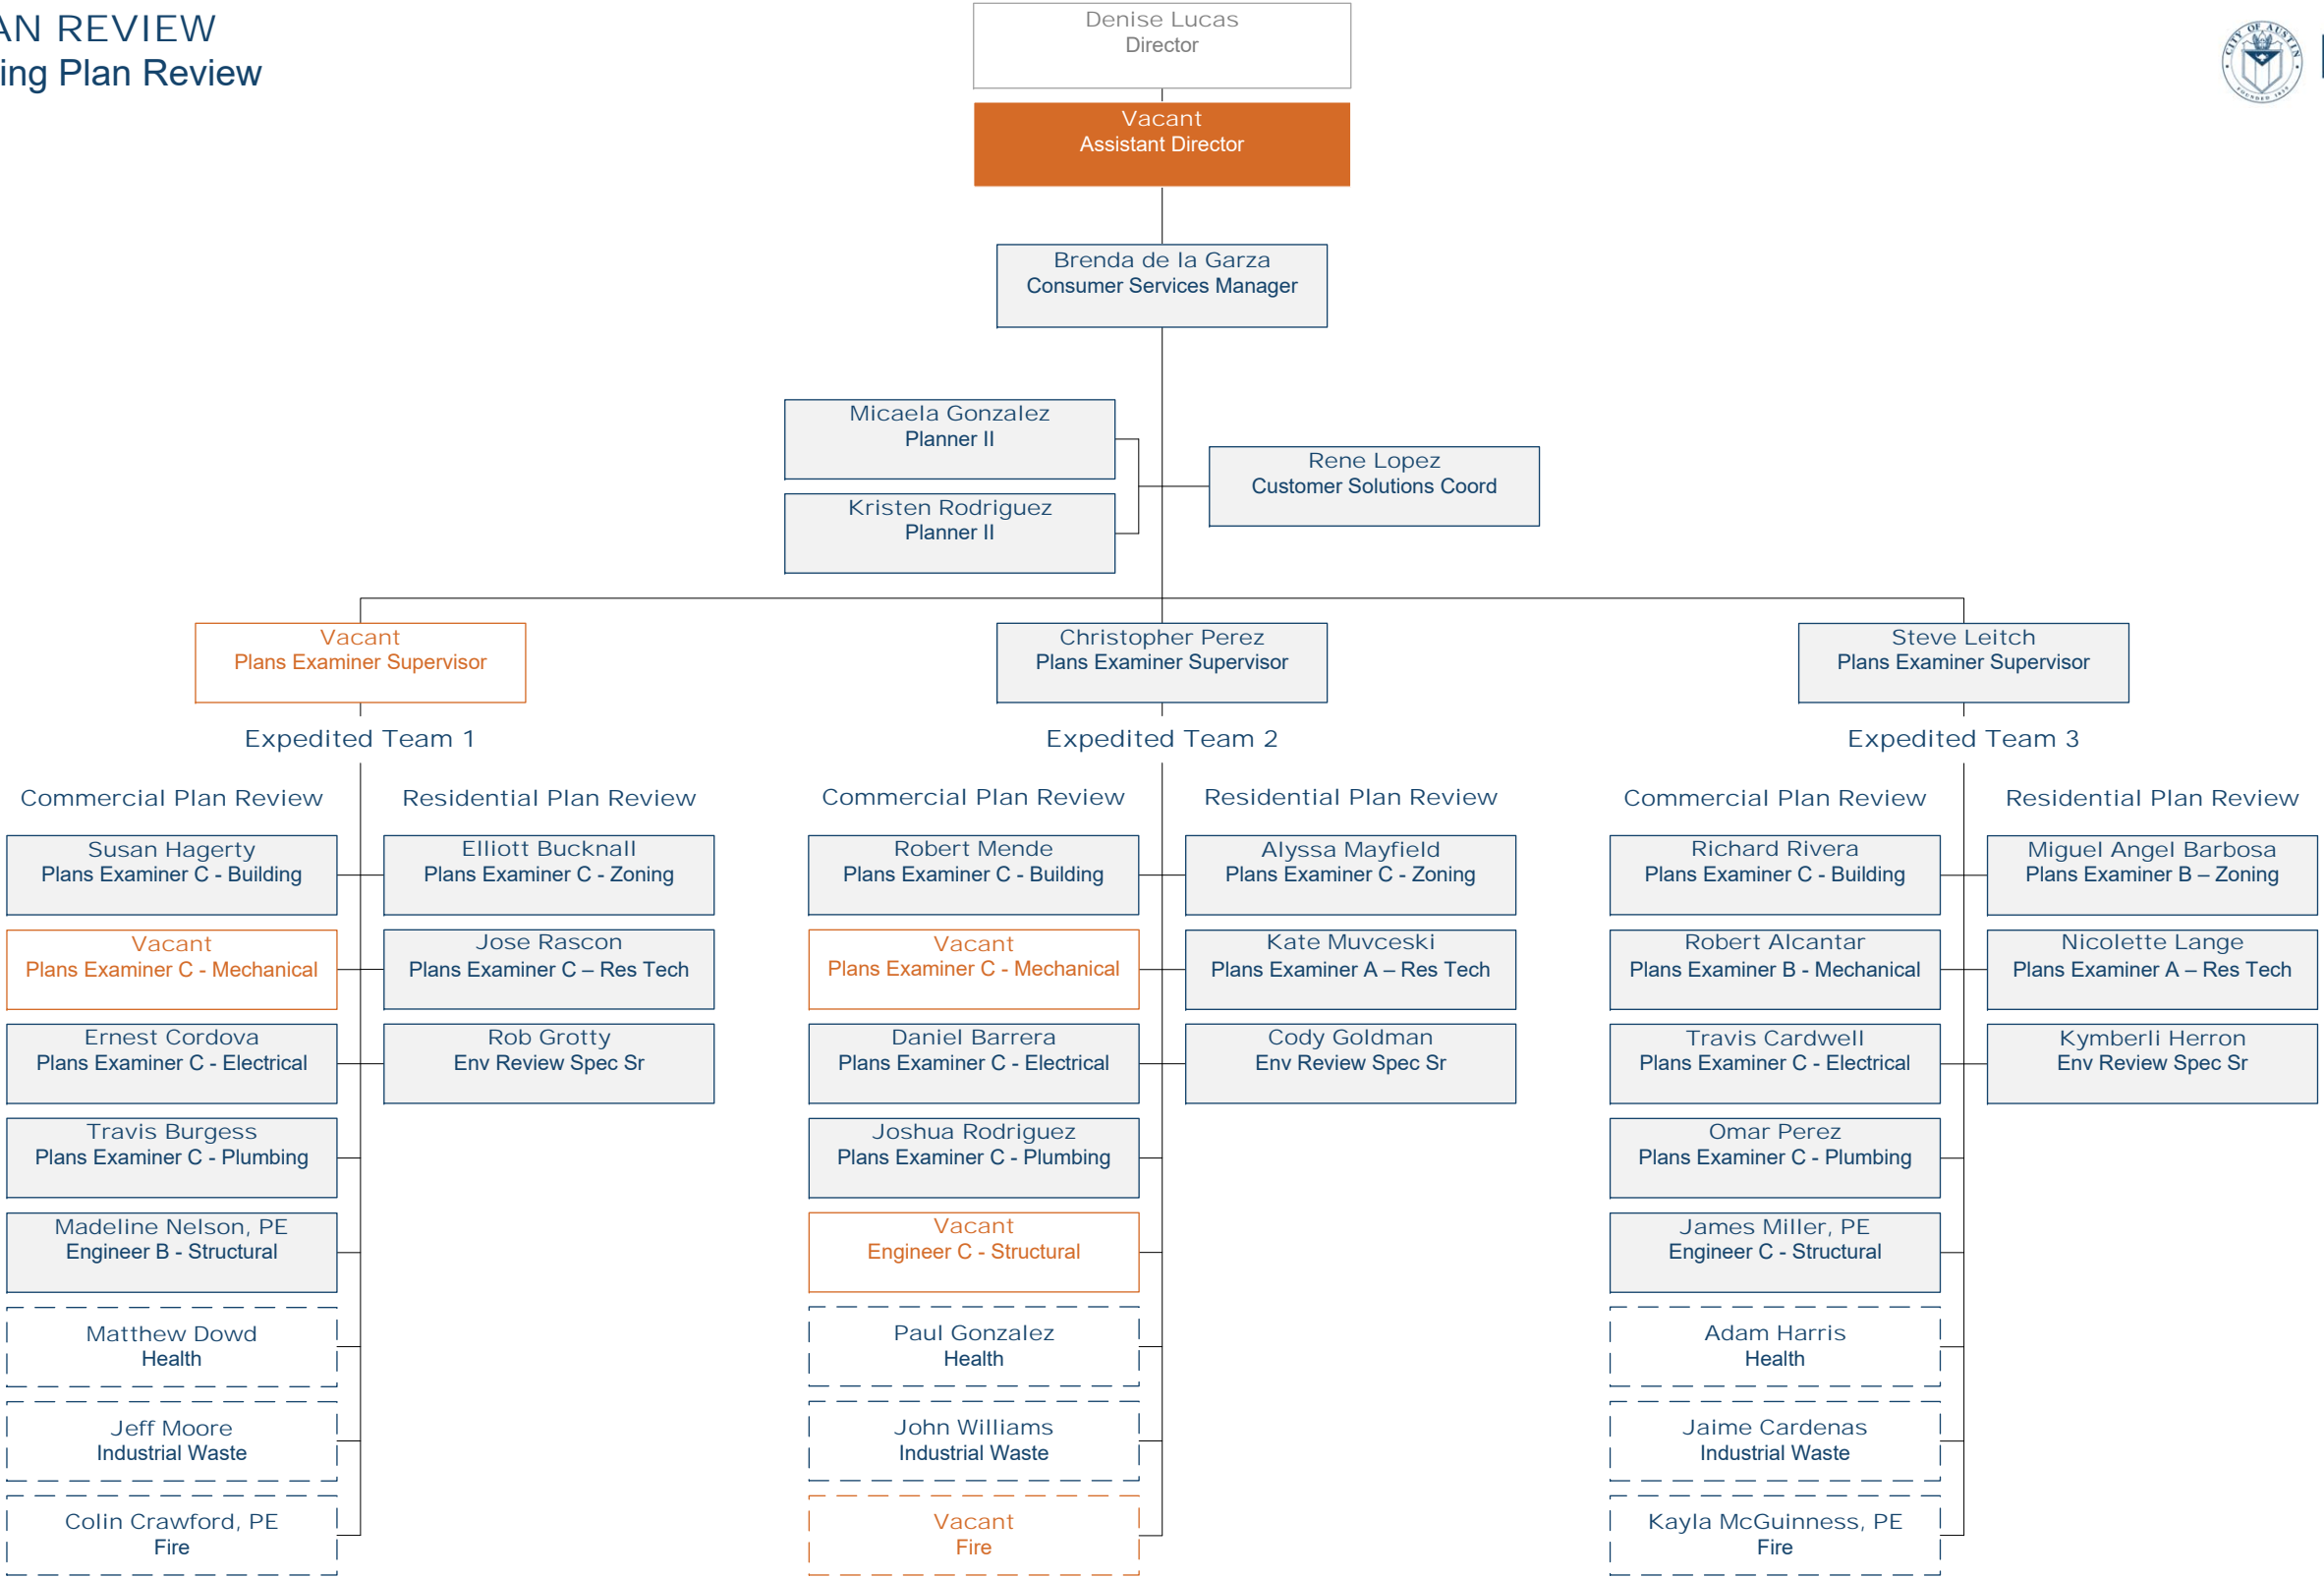 AN REVIEW
ing Plan Review
CITY OF AUSTIN
FOUNDED 1839
Denise Lucas
Director
Vacant
Assistant Director
Brenda de la Garza
Consumer Services Manager
Micaela Gonzalez
Planner II
Kristen Rodriguez
Planner II
Rene Lopez
Customer Solutions Coord
Vacant
Plans Examiner Supervisor
Christopher Perez
Plans Examiner Supervisor
Steve Leitch
Plans Examiner Supervisor
Expedited Team 1
Commercial Plan Review
Susan Hagerty
Plans Examiner C - Building
Vacant
Plans Examiner C - Mechanical
Ernest Cordova
Plans Examiner C - Electrical
Travis Burgess
Plans Examiner C - Plumbing
Madeline Nelson, PE
Engineer B - Structural
Matthew Dowd
Health
Jeff Moore
Industrial Waste
Colin Crawford, PE
Fire
Residential Plan Review
Elliott Bucknall
Plans Examiner C - Zoning
Jose Rascon
Plans Examiner C – Res Tech
Rob Grotty
Env Review Spec Sr
Expedited Team 2
Commercial Plan Review
Robert Mende
Plans Examiner C - Building
Vacant
Plans Examiner C - Mechanical
Daniel Barrera
Plans Examiner C - Electrical
Joshua Rodriguez
Plans Examiner C - Plumbing
Vacant
Engineer C - Structural
Paul Gonzalez
Health
John Williams
Industrial Waste
Vacant
Fire
Residential Plan Review
Alyssa Mayfield
Plans Examiner C - Zoning
Kate Muvceski
Plans Examiner A – Res Tech
Cody Goldman
Env Review Spec Sr
Expedited Team 3
Commercial Plan Review
Richard Rivera
Plans Examiner C - Building
Robert Alcantar
Plans Examiner B - Mechanical
Travis Cardwell
Plans Examiner C - Electrical
Omar Perez
Plans Examiner C - Plumbing
James Miller, PE
Engineer C - Structural
Adam Harris
Health
Jaime Cardenas
Industrial Waste
Kayla McGuinness, PE
Fire
Residential Plan Review
Miguel Angel Barbosa
Plans Examiner B – Zoning
Nicolette Lange
Plans Examiner A – Res Tech
Kymberli Herron
Env Review Spec Sr